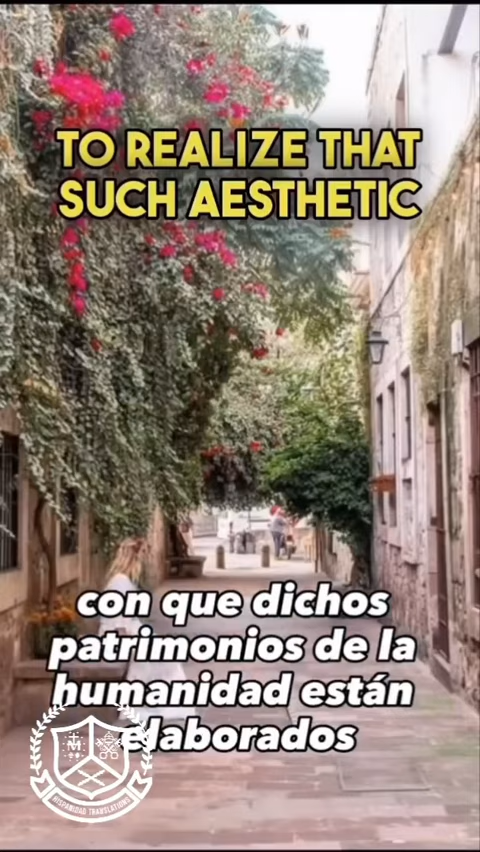 TO REALIZE THAT
SUCH AESTHETIC
con que dichos
patrimonios de la
humanidad están
elaborados
M
HISPANIDAD TRANSLATIONS